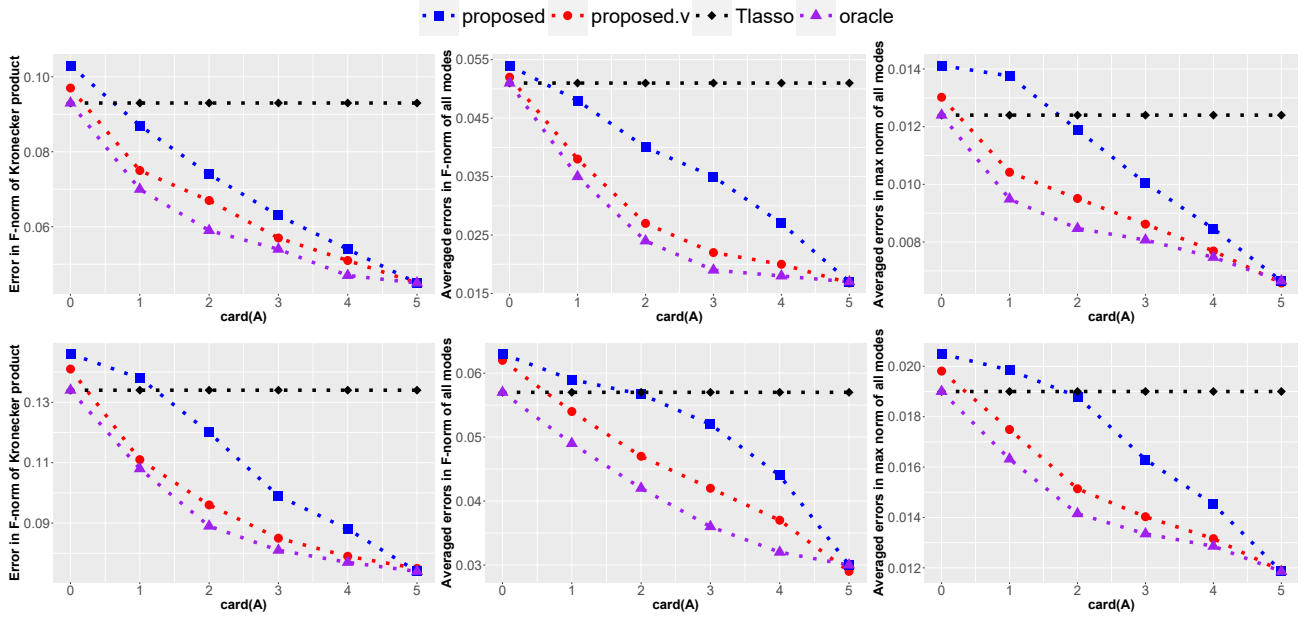 proposed proposed.v Tlasso oracle
Error in F-norm of Kronecker product
0.10
0.08
0.06
0 1 2 3 4 5
card(A)
Averaged errors in F-norm of all modes
0.055
0.045
0.035
0.025
0.015
0 1 2 3 4 5
card(A)
Averaged errors in max norm of all modes
0.014
0.012
0.010
0.008
0 1 2 3 4 5
card(A)
Error in F-norm of Kronecker product
0.13
0.11
0.09
0 1 2 3 4 5
card(A)
Averaged errors in F-norm of all modes
0.06
0.05
0.04
0.03
0 1 2 3 4 5
card(A)
Averaged errors in max norm of all modes
0.020
0.018
0.016
0.014
0.012
0 1 2 3 4 5
card(A)